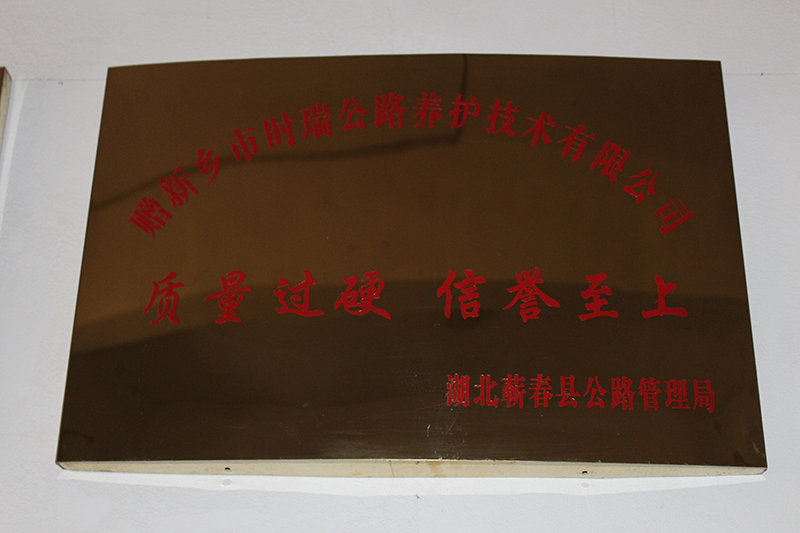 赠新乡市时瑞公路养护技术有限公司
质量过硬 信誉至上
湖北蕲春县公路管理局